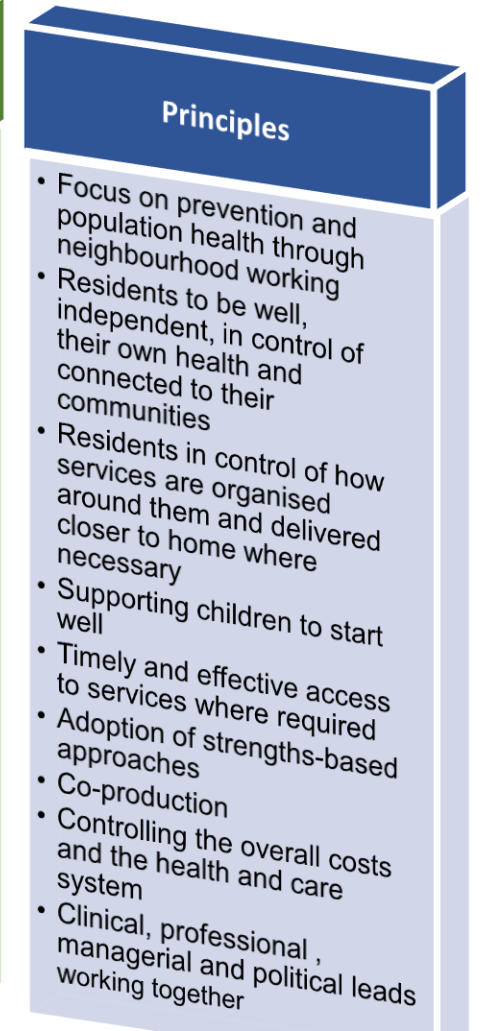 Principles
• Focus on prevention and
population health through
neighbourhood working
• Residents to be well,
independent, in control of
their own health and
connected to their
communities
• Residents in control of how
services are organised
around them and delivered
closer to home where
necessary
• Supporting children to start
well
• Timely and effective access
to services where required
• Adoption of strengths-based
approaches
• Co-production
• Controlling the overall costs
and the health and care
system
• Clinical, professional ,
managerial and political leads
working together